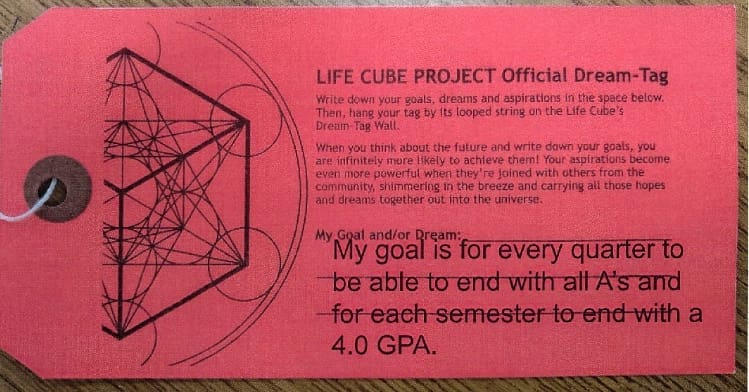 LIFE CUBE PROJECT Official Dream-Tag
Write down your goals, dreams and aspirations in the space below.
Then, hang your tag by its looped string on the Life Cube's
Dream-Tag Wall.
When you think about the future and write down your goals, you
are infinitely more likely to achieve them! Your aspirations become
even more powerful when they're joined with others from the
community, shimmering in the breeze and carrying all those hopes
and dreams together out into the universe.
My Goal and/or Dream:
My goal is for every quarter to
be able to end with all A's and
for each semester to end with a
4.0 GPA.